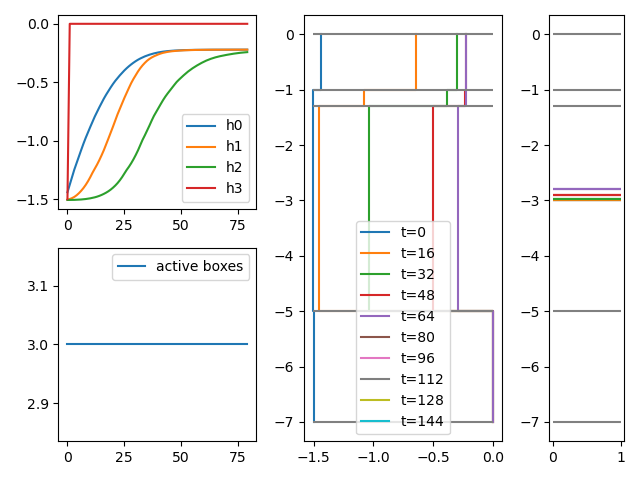 0.0
−0.5
−1.0
−1.5
0
25
50
75
h0
h1
h2
h3
3.1
3.0
2.9
0
25
50
75
active boxes
0
−1
−2
−3
−4
−5
−6
−7
−1.5
−1.0
−0.5
0.0
t=0
t=16
t=32
t=48
t=64
t=80
t=96
t=112
t=128
t=144
0
−1
−2
−3
−4
−5
−6
−7
0
1